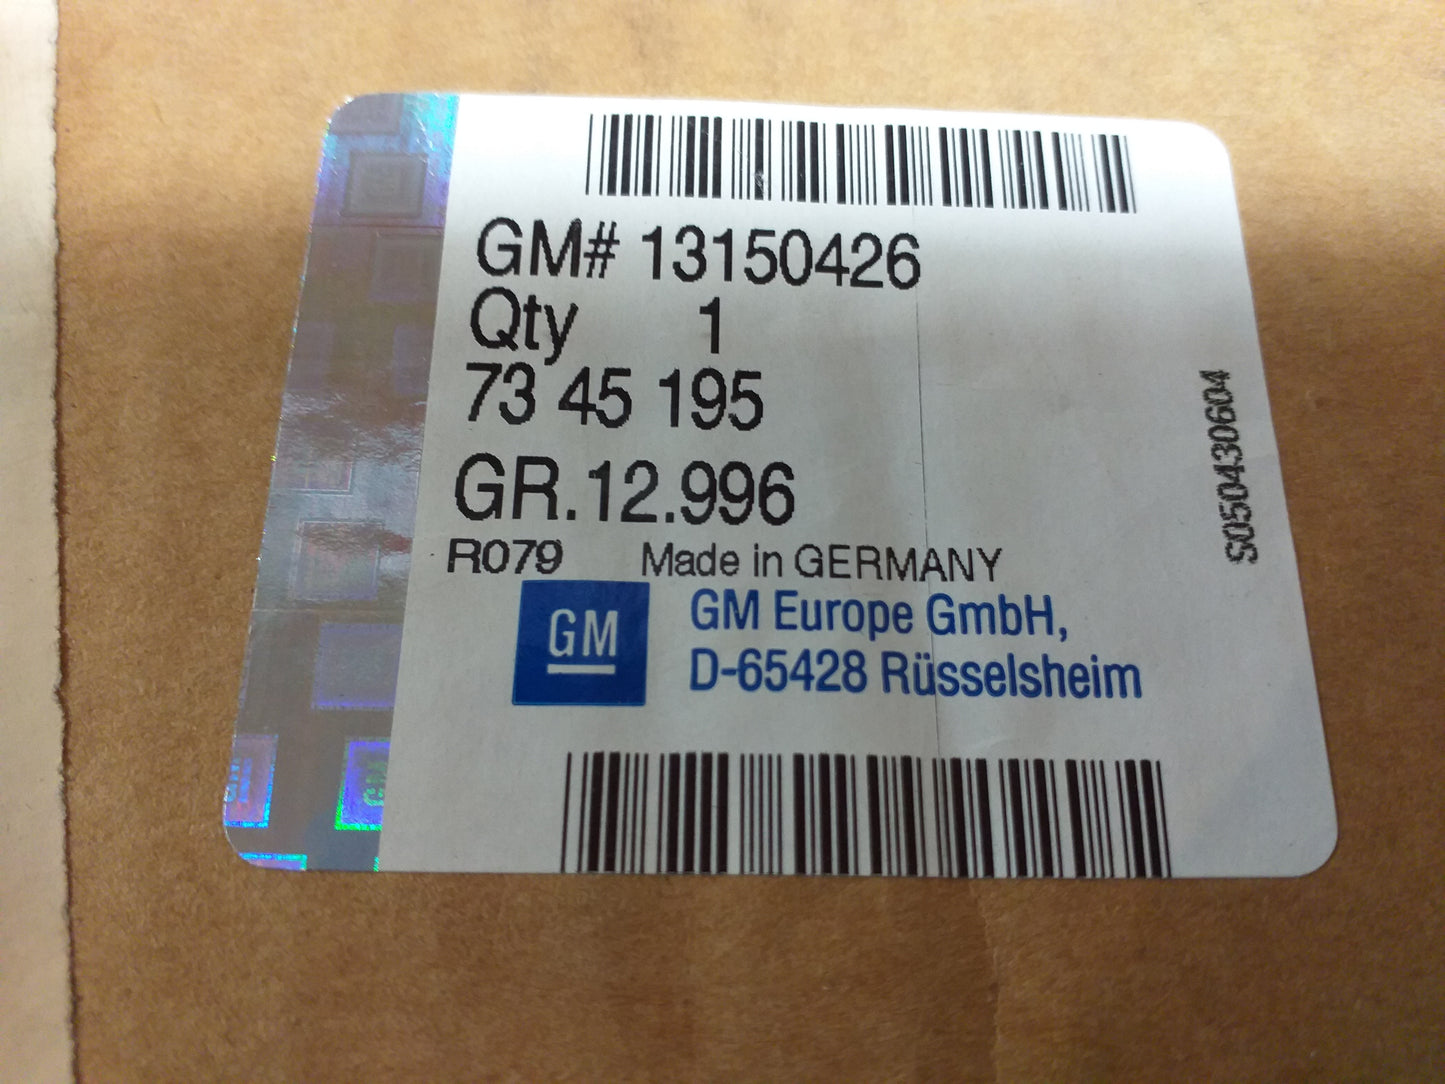 GM# 13150426
Qty 1
73 45 195
GR.12.996
R079 Made in GERMANY
GM
GM Europe GmbH,
D-65428 Rüsselsheim
S050430604